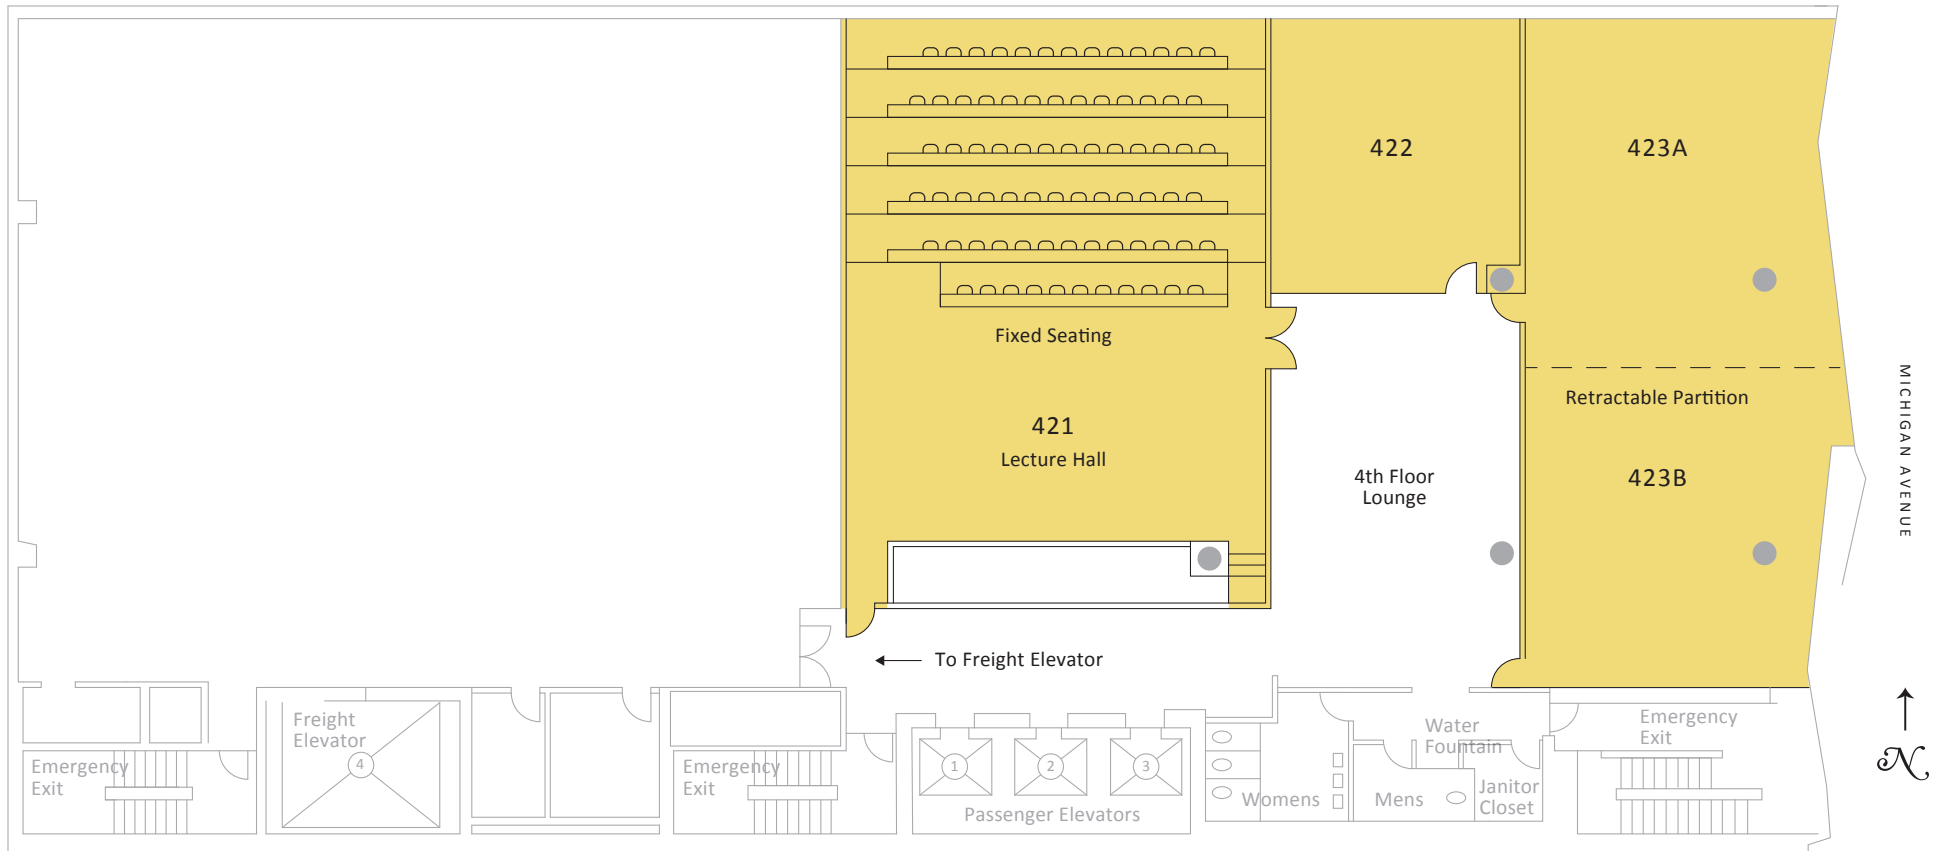 422
423A
Fixed Seating
Retractable Partition
421
Lecture Hall
4th Floor
Lounge
423B
MICHIGAN AVENUE
To Freight Elevator
Freight
Elevator
4
Emergency
Exit
Emergency
Exit
1
2
3
Passenger Elevators
Womens
Mens
Water
Fountain
Janitor
Closet
Emergency
Exit
N